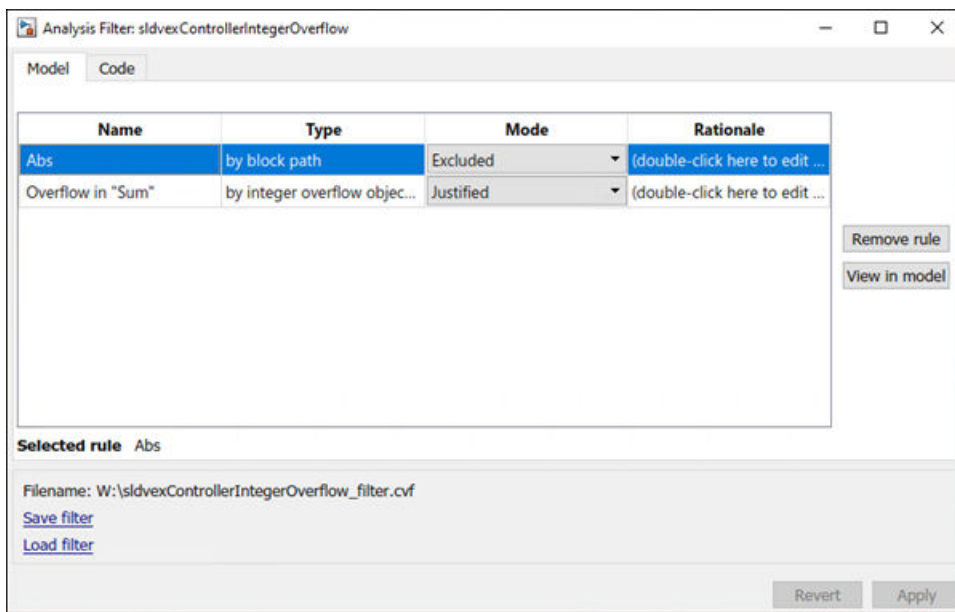 Analysis Filter: sldvexControllerIntegerOverflow
Model Code
Name Type Mode Rationale
Abs by block path Excluded (double-click here to edit ...
Overflow in "Sum" by integer overflow objec... Justified (double-click here to edit ...
Remove rule
View in model
Selected rule Abs
Filename: W:\sldvexControllerIntegerOverflow_filter.cvf
Save filter
Load filter
Revert Apply